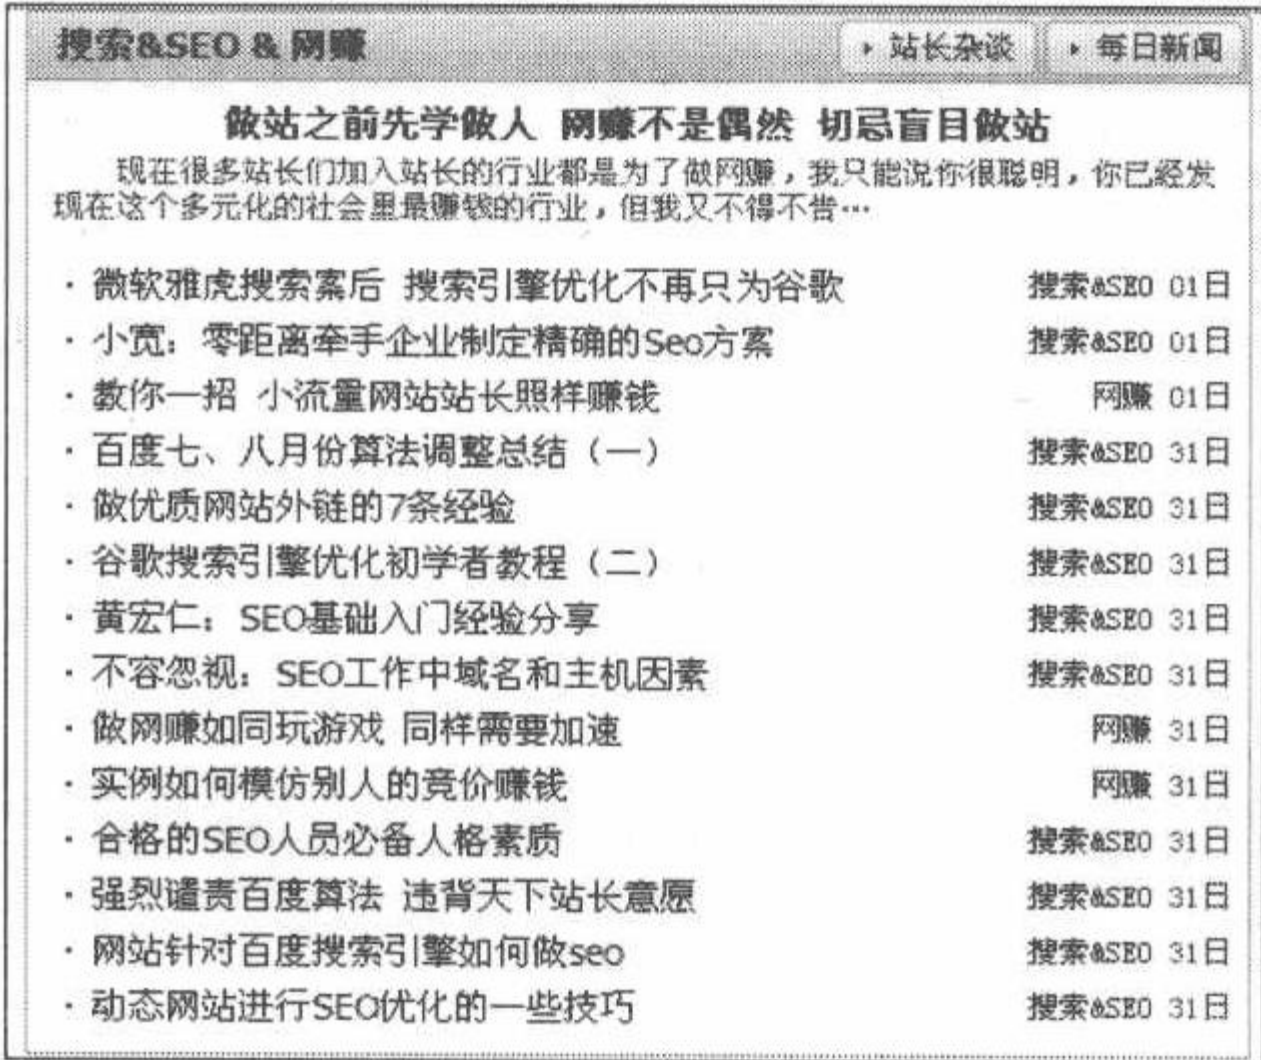 搜索&SEO & 网赚 ▸ 站长杂谈 ▸ 每日新闻
做站之前先学做人 网赚不是偶然 切忌盲目做站
现在很多站长们加入站长的行业都是为了做网赚，我只能说你很聪明，你已经发
现在这个多元化的社会里最赚钱的行业，但我又不得不告…
· 微软雅虎搜索案后 搜索引擎优化不再只为谷歌 搜索&SEO 01日
· 小宽：零距离牵手企业制定精确的Seo方案 搜索&SEO 01日
· 教你一招 小流量网站站长照样赚钱 网赚 01日
· 百度七、八月份算法调整总结（一） 搜索&SEO 31日
· 做优质网站外链的7条经验 搜索&SEO 31日
· 谷歌搜索引擎优化初学者教程（二） 搜索&SEO 31日
· 黄宏仁：SEO基础入门经验分享 搜索&SEO 31日
· 不容忽视：SEO工作中域名和主机因素 搜索&SEO 31日
· 做网赚如同玩游戏 同样需要加速 网赚 31日
· 实例如何模仿别人的竞价赚钱 网赚 31日
· 合格的SEO人员必备人格素质 搜索&SEO 31日
· 强烈谴责百度算法 违背天下站长意愿 搜索&SEO 31日
· 网站针对百度搜索引擎如何做seo 搜索&SEO 31日
· 动态网站进行SEO优化的一些技巧 搜索&SEO 31日